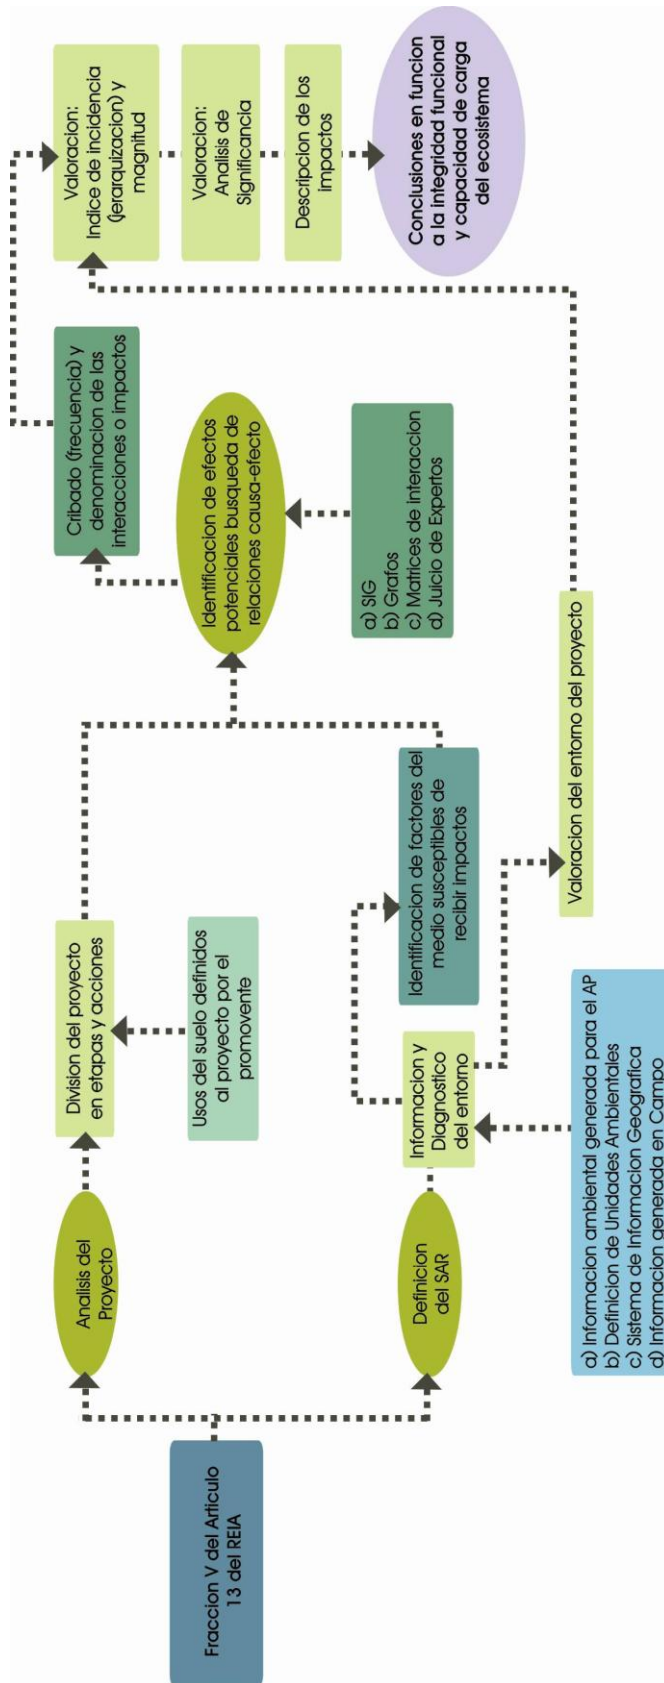 Fraccion V del Articulo
13 del REIA
Analisis del
Proyecto
Definicion
del SAR
Division del proyecto
en etapas y acciones
Usos del suelo definidos
al proyecto por el
promovente
Informacion y
Diagnostico
del entorno
a) Informacion ambiental generada para el AP
b) Definicion de Unidades Ambientales
c) Sistema de Informacion Geografica
d) Informacion generada en Campo
Identificacion de factores del
medio susceptibles de
recibir impactos
Valoracion del entorno del proyecto
Cribado (frecuencia) y
denominacion de las
interacciones o impactos
Identificacion de efectos
potenciales busqueda de
relaciones causa-efecto
a) SIG
b) Grafos
c) Matrices de interaccion
d) Juicio de Expertos
Valoracion:
Indice de incidencia
(jerarquizacion) y
magnitud
Valoracion:
Analisis de
Significancia
Descripcion de los
impactos
Conclusiones en funcion
a la integridad funcional
y capacidad de carga
del ecosistema